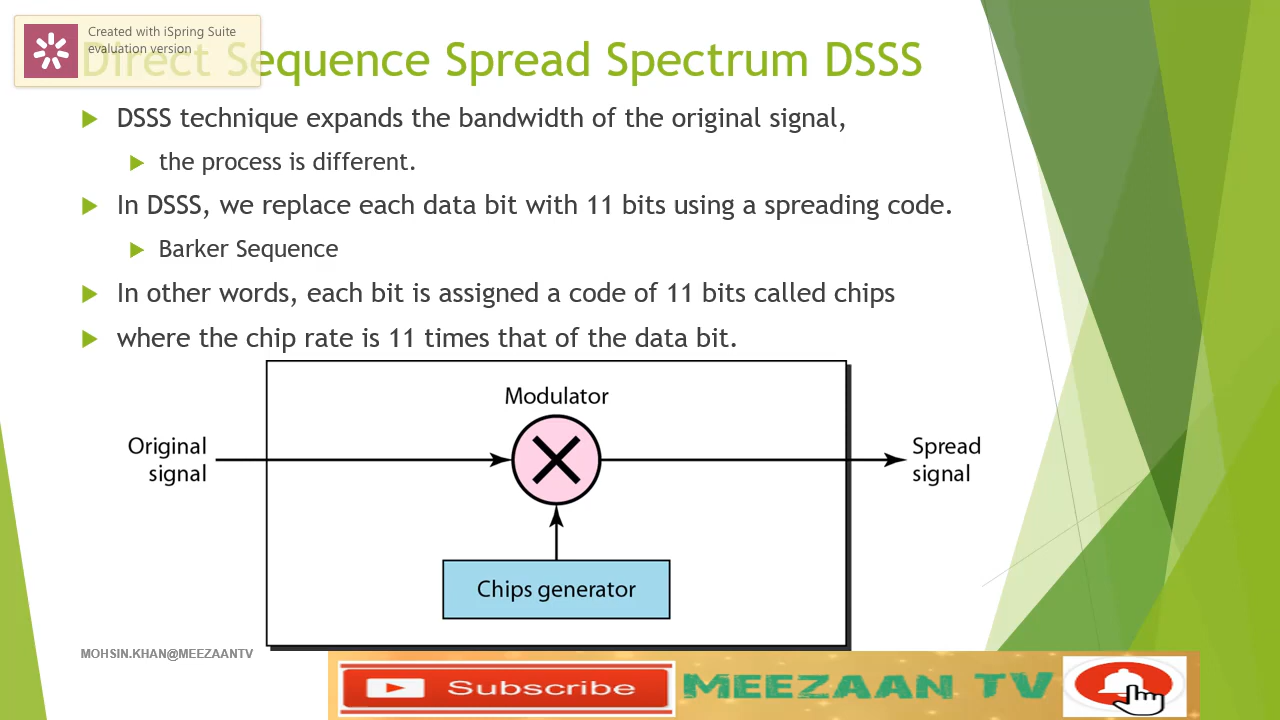 Created with iSpring Suite
evaluation version
Direct Sequence Spread Spectrum DSSS
DSSS technique expands the bandwidth of the original signal,
the process is different.
In DSSS, we replace each data bit with 11 bits using a spreading code.
Barker Sequence
In other words, each bit is assigned a code of 11 bits called chips
where the chip rate is 11 times that of the data bit.
Modulator
Original
signal
Spread
signal
Chips generator
MOHSIN.KHAN@MEEZAANTV
Subscribe
MEEZAAN TV